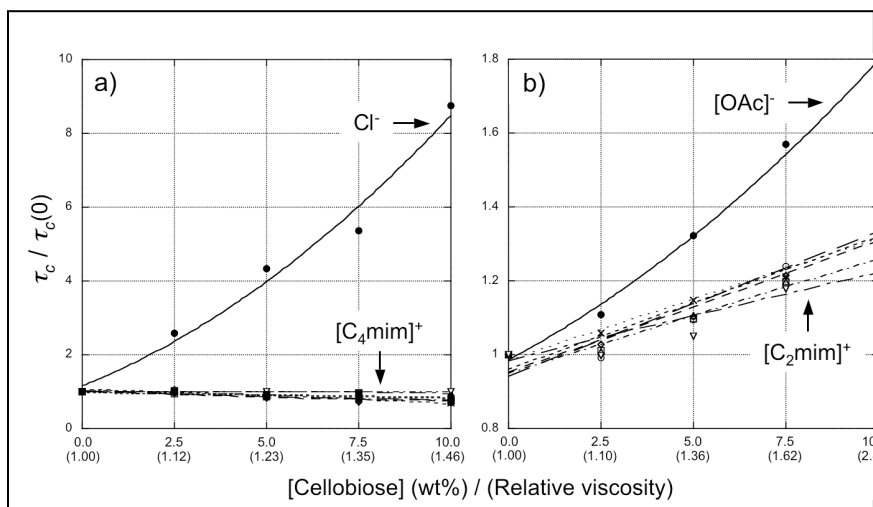 a)
b)
10
8
6
4
2
0
τc / τc(0)
Cl⁻
[C₄mim]⁺
0.0 2.5 5.0 7.5 10.0
(1.00) (1.12) (1.23) (1.35) (1.46)
1.8
1.6
1.4
1.2
1
0.8
[OAc]⁻
[C₂mim]⁺
0.0 2.5 5.0 7.5 10
(1.00) (1.10) (1.36) (1.62) (2.
[Cellobiose] (wt%) / (Relative viscosity)